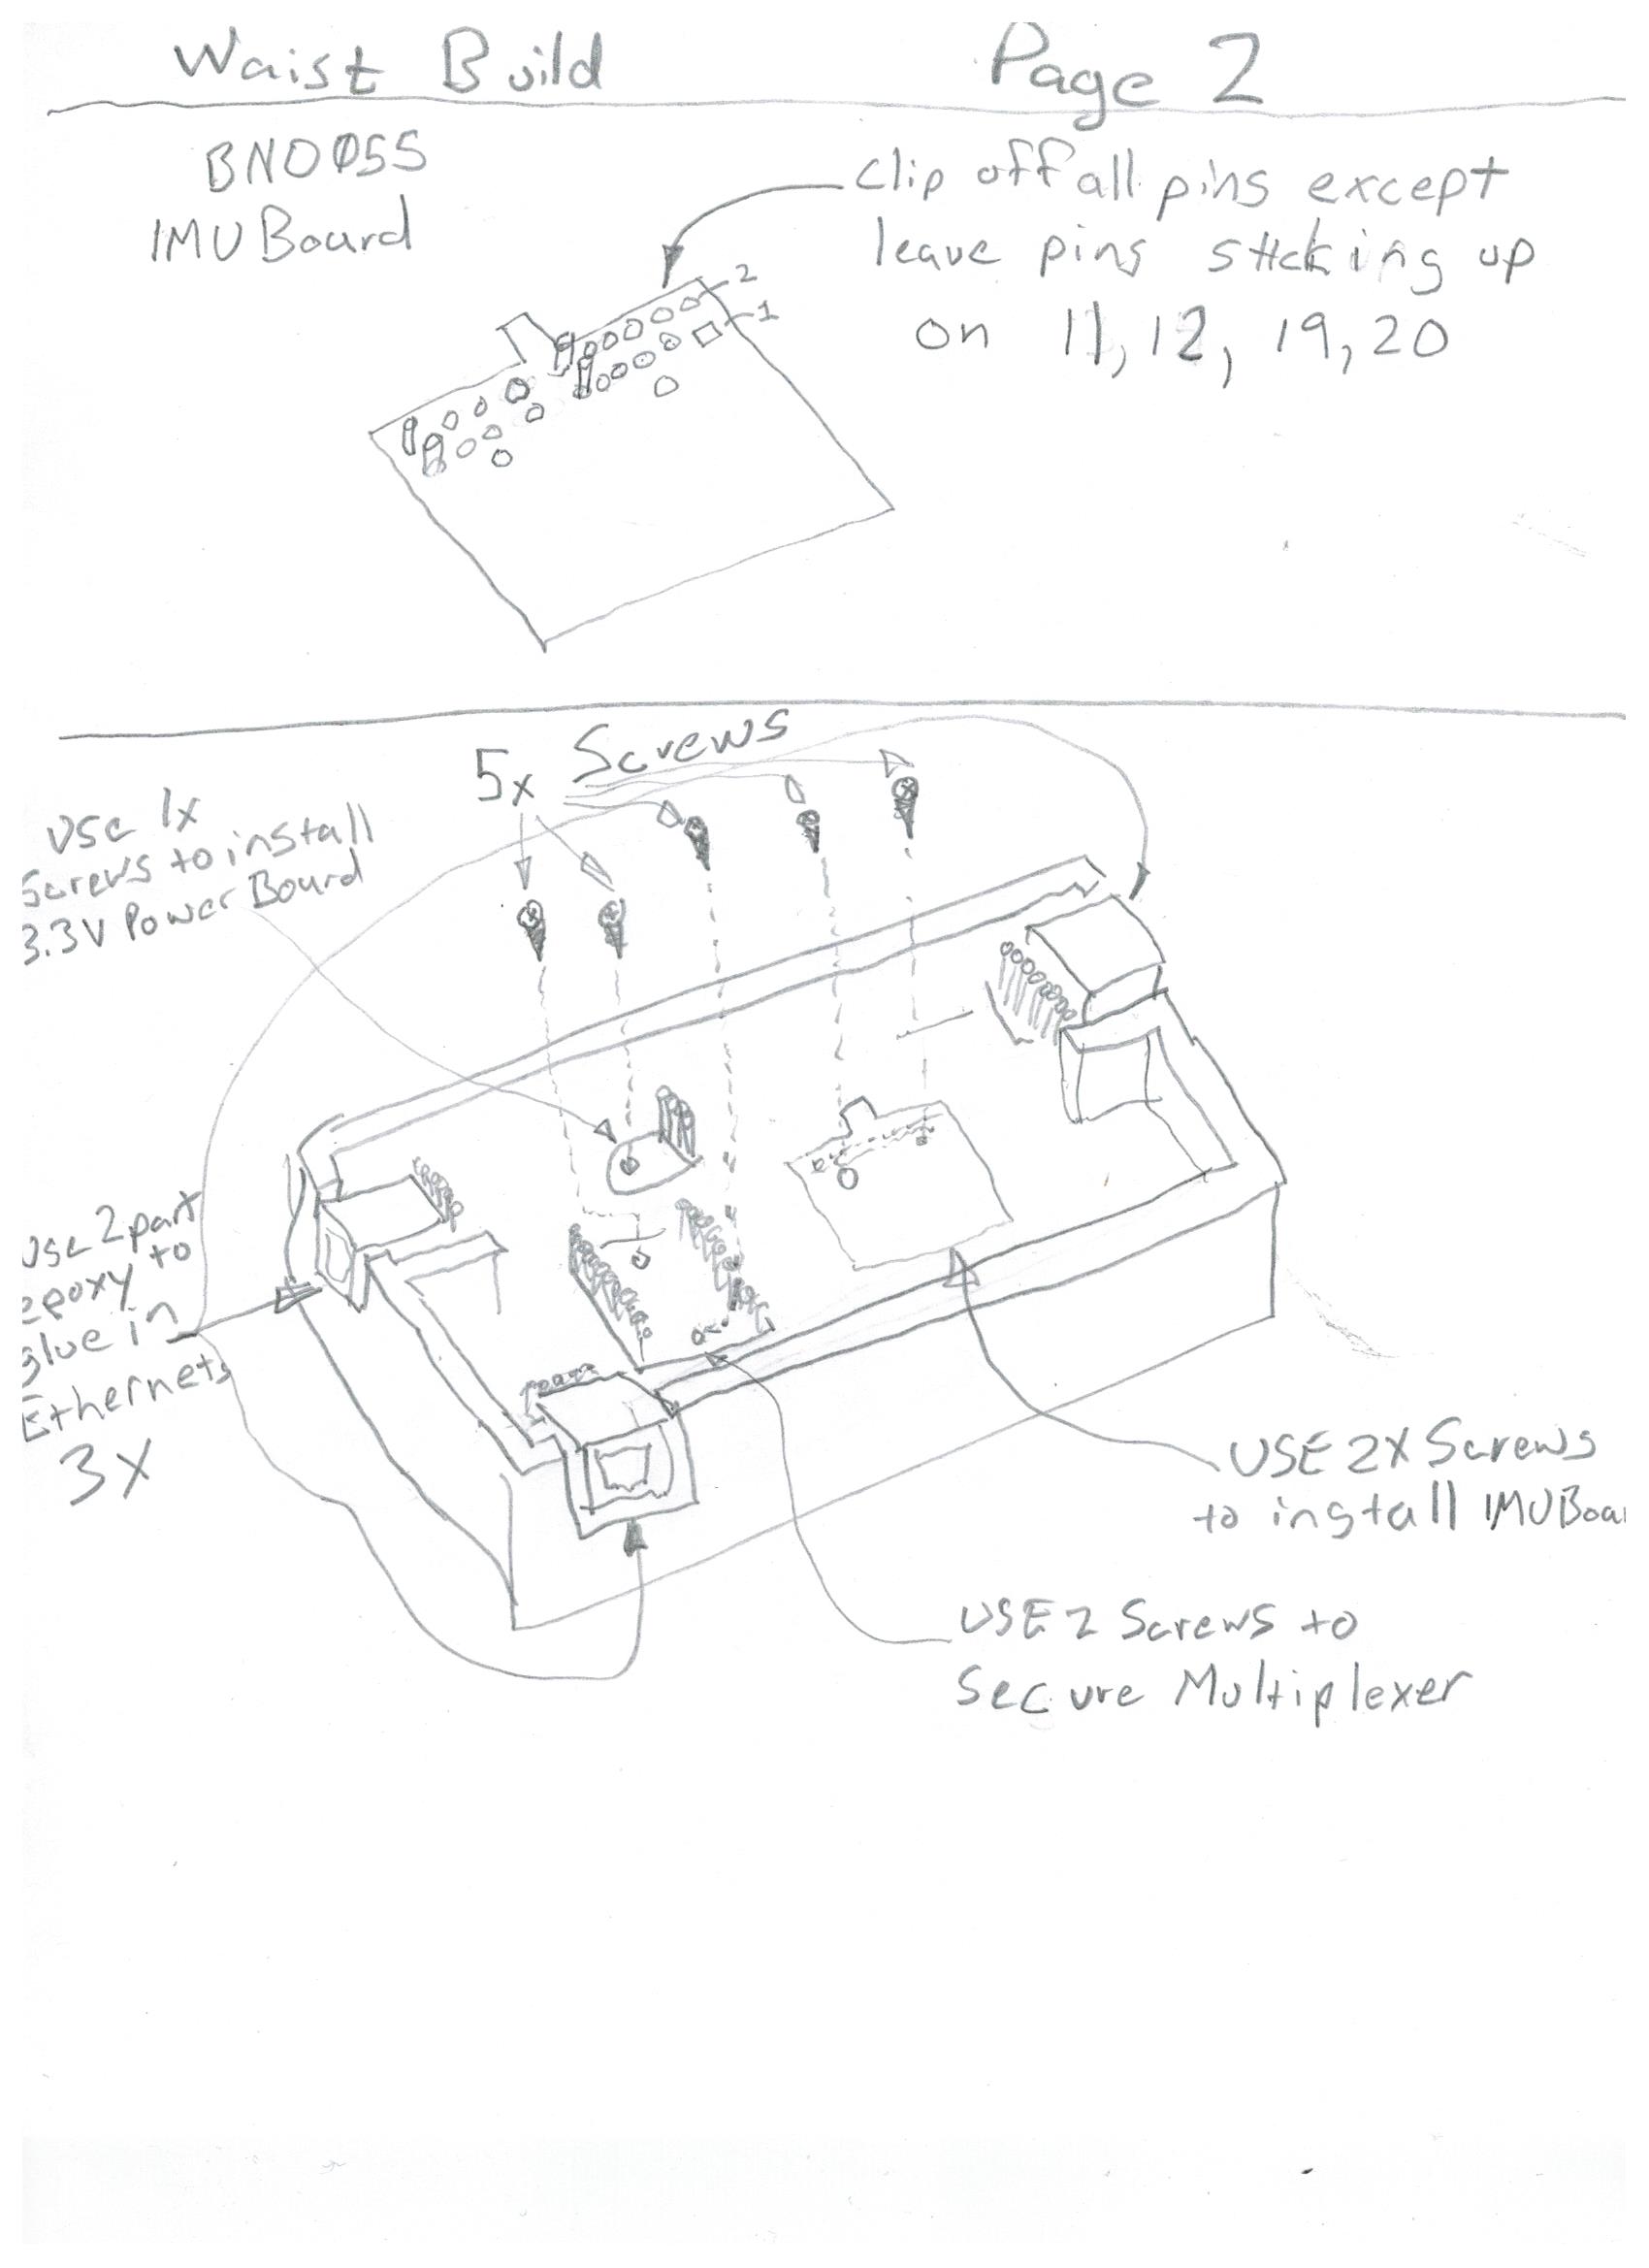 Waist Build
Page 2
BNO055
IMU Board
clip off all pins except
leave pins sticking up
on 11, 12, 19, 20
2
1
5x Screws
Use 1x
Screws to install
3.3V Power Board
Use 2 part
epoxy to
glue in
Ethernets
3X
USE 2X Screws
to install IMU Boar
USE 2 Screws to
Secure Multiplexer